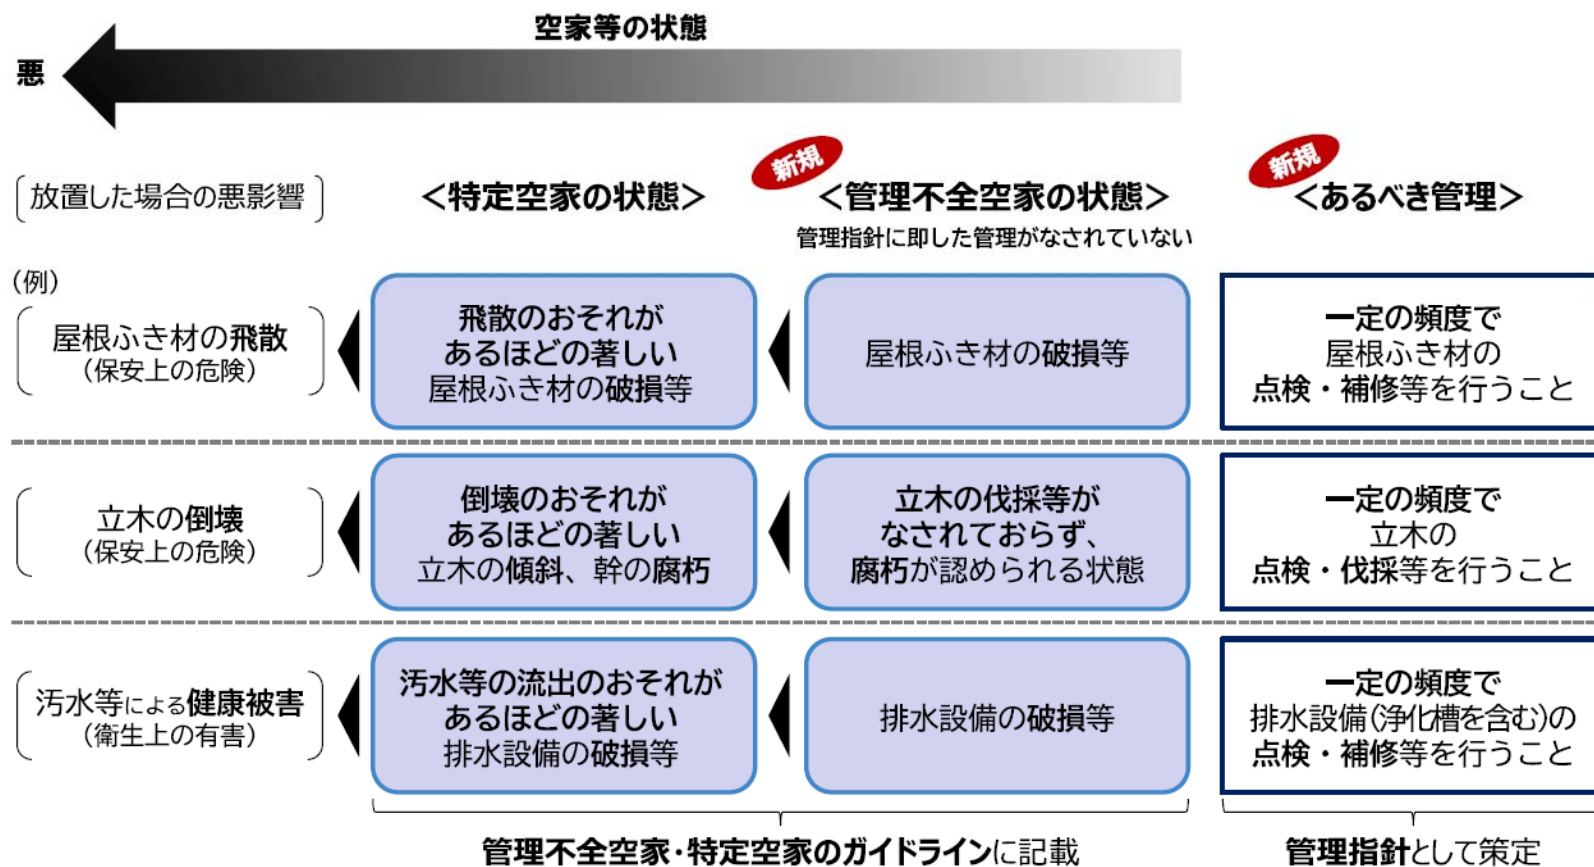 空家等の状態
悪
新規
新規
放置した場合の悪影響
＜特定空家の状態＞
＜管理不全空家の状態＞
管理指針に即した管理がなされていない
＜あるべき管理＞
（例）
屋根ふき材の飛散
（保安上の危険）
飛散のおそれが
あるほどの著しい
屋根ふき材の破損等
屋根ふき材の破損等
一定の頻度で
屋根ふき材の
点検・補修等を行うこと
立木の倒壊
（保安上の危険）
倒壊のおそれが
あるほどの著しい
立木の傾斜、幹の腐朽
立木の伐採等が
なされておらず、
腐朽が認められる状態
一定の頻度で
立木の
点検・伐採等を行うこと
汚水等による健康被害
（衛生上の有害）
汚水等の流出のおそれが
あるほどの著しい
排水設備の破損等
排水設備の破損等
一定の頻度で
排水設備（浄化槽を含む）の
点検・補修等を行うこと
管理不全空家・特定空家のガイドラインに記載
管理指針として策定